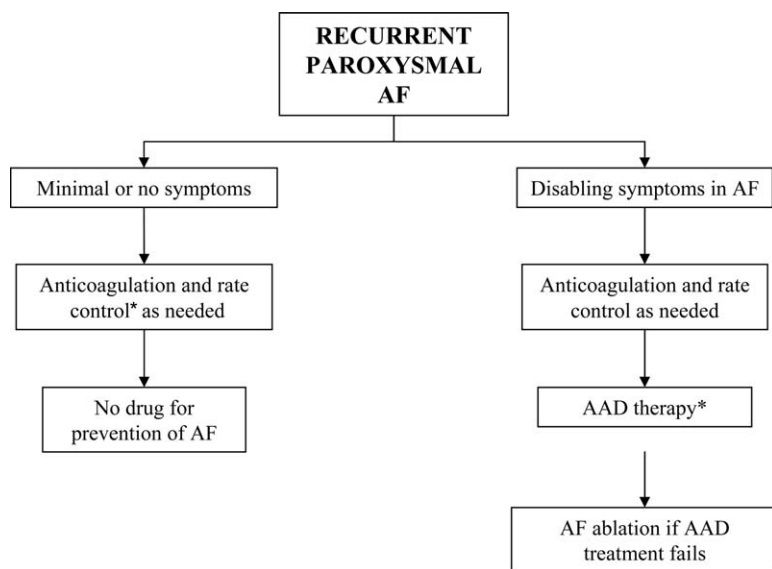 RECURRENT
PAROXYSMAL
AF
Minimal or no symptoms
Disabling symptoms in AF
Anticoagulation and rate
control* as needed
Anticoagulation and rate
control as needed
No drug for
prevention of AF
AAD therapy*
AF ablation if AAD
treatment fails